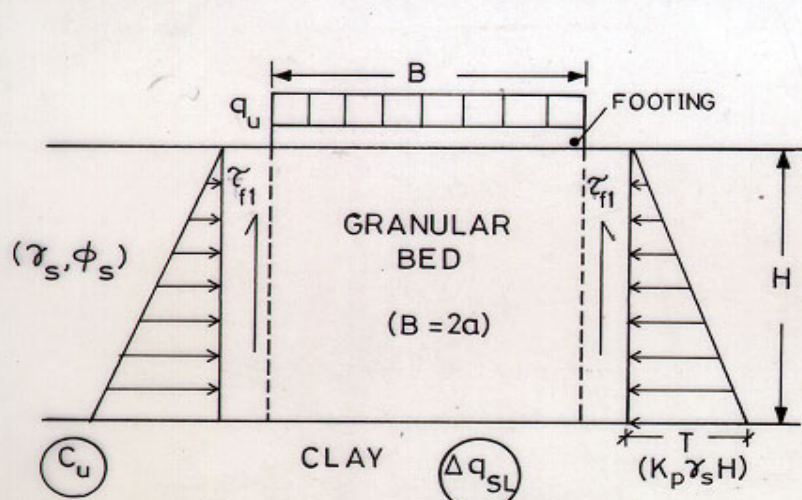 B
q_u
FOOTING
τ_f1
τ_f1
GRANULAR
BED
(γ_s, ϕ_s)
H
(B = 2a)
T
C_u
CLAY
Δq_SL
(K_p γ_s H)